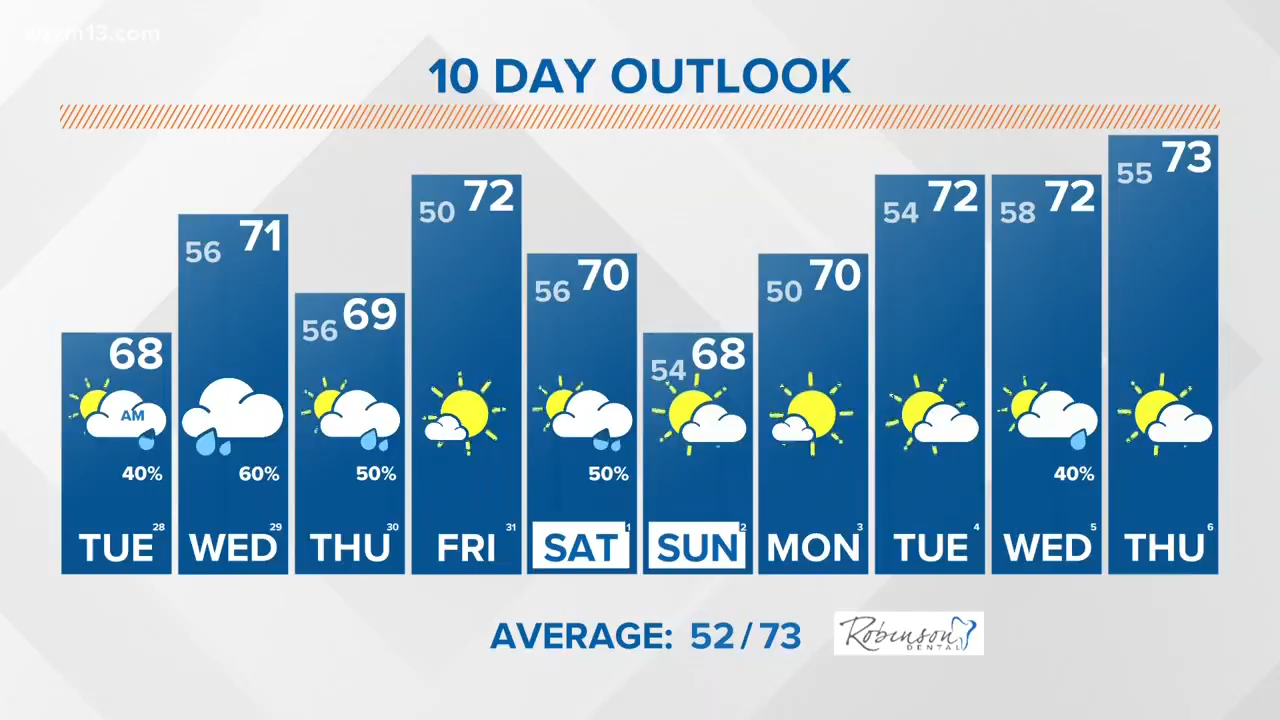 10 DAY OUTLOOK
68
56 71
56 69
50 72
56 70
54 68
50 70
54 72
58 72
55 73
AM
40%
60%
50%
50%
40%
28
29
30
31
1
2
3
4
5
6
TUE
WED
THU
FRI
SAT
SUN
MON
TUE
WED
THU
AVERAGE: 52/73
Robinson
DENTAL